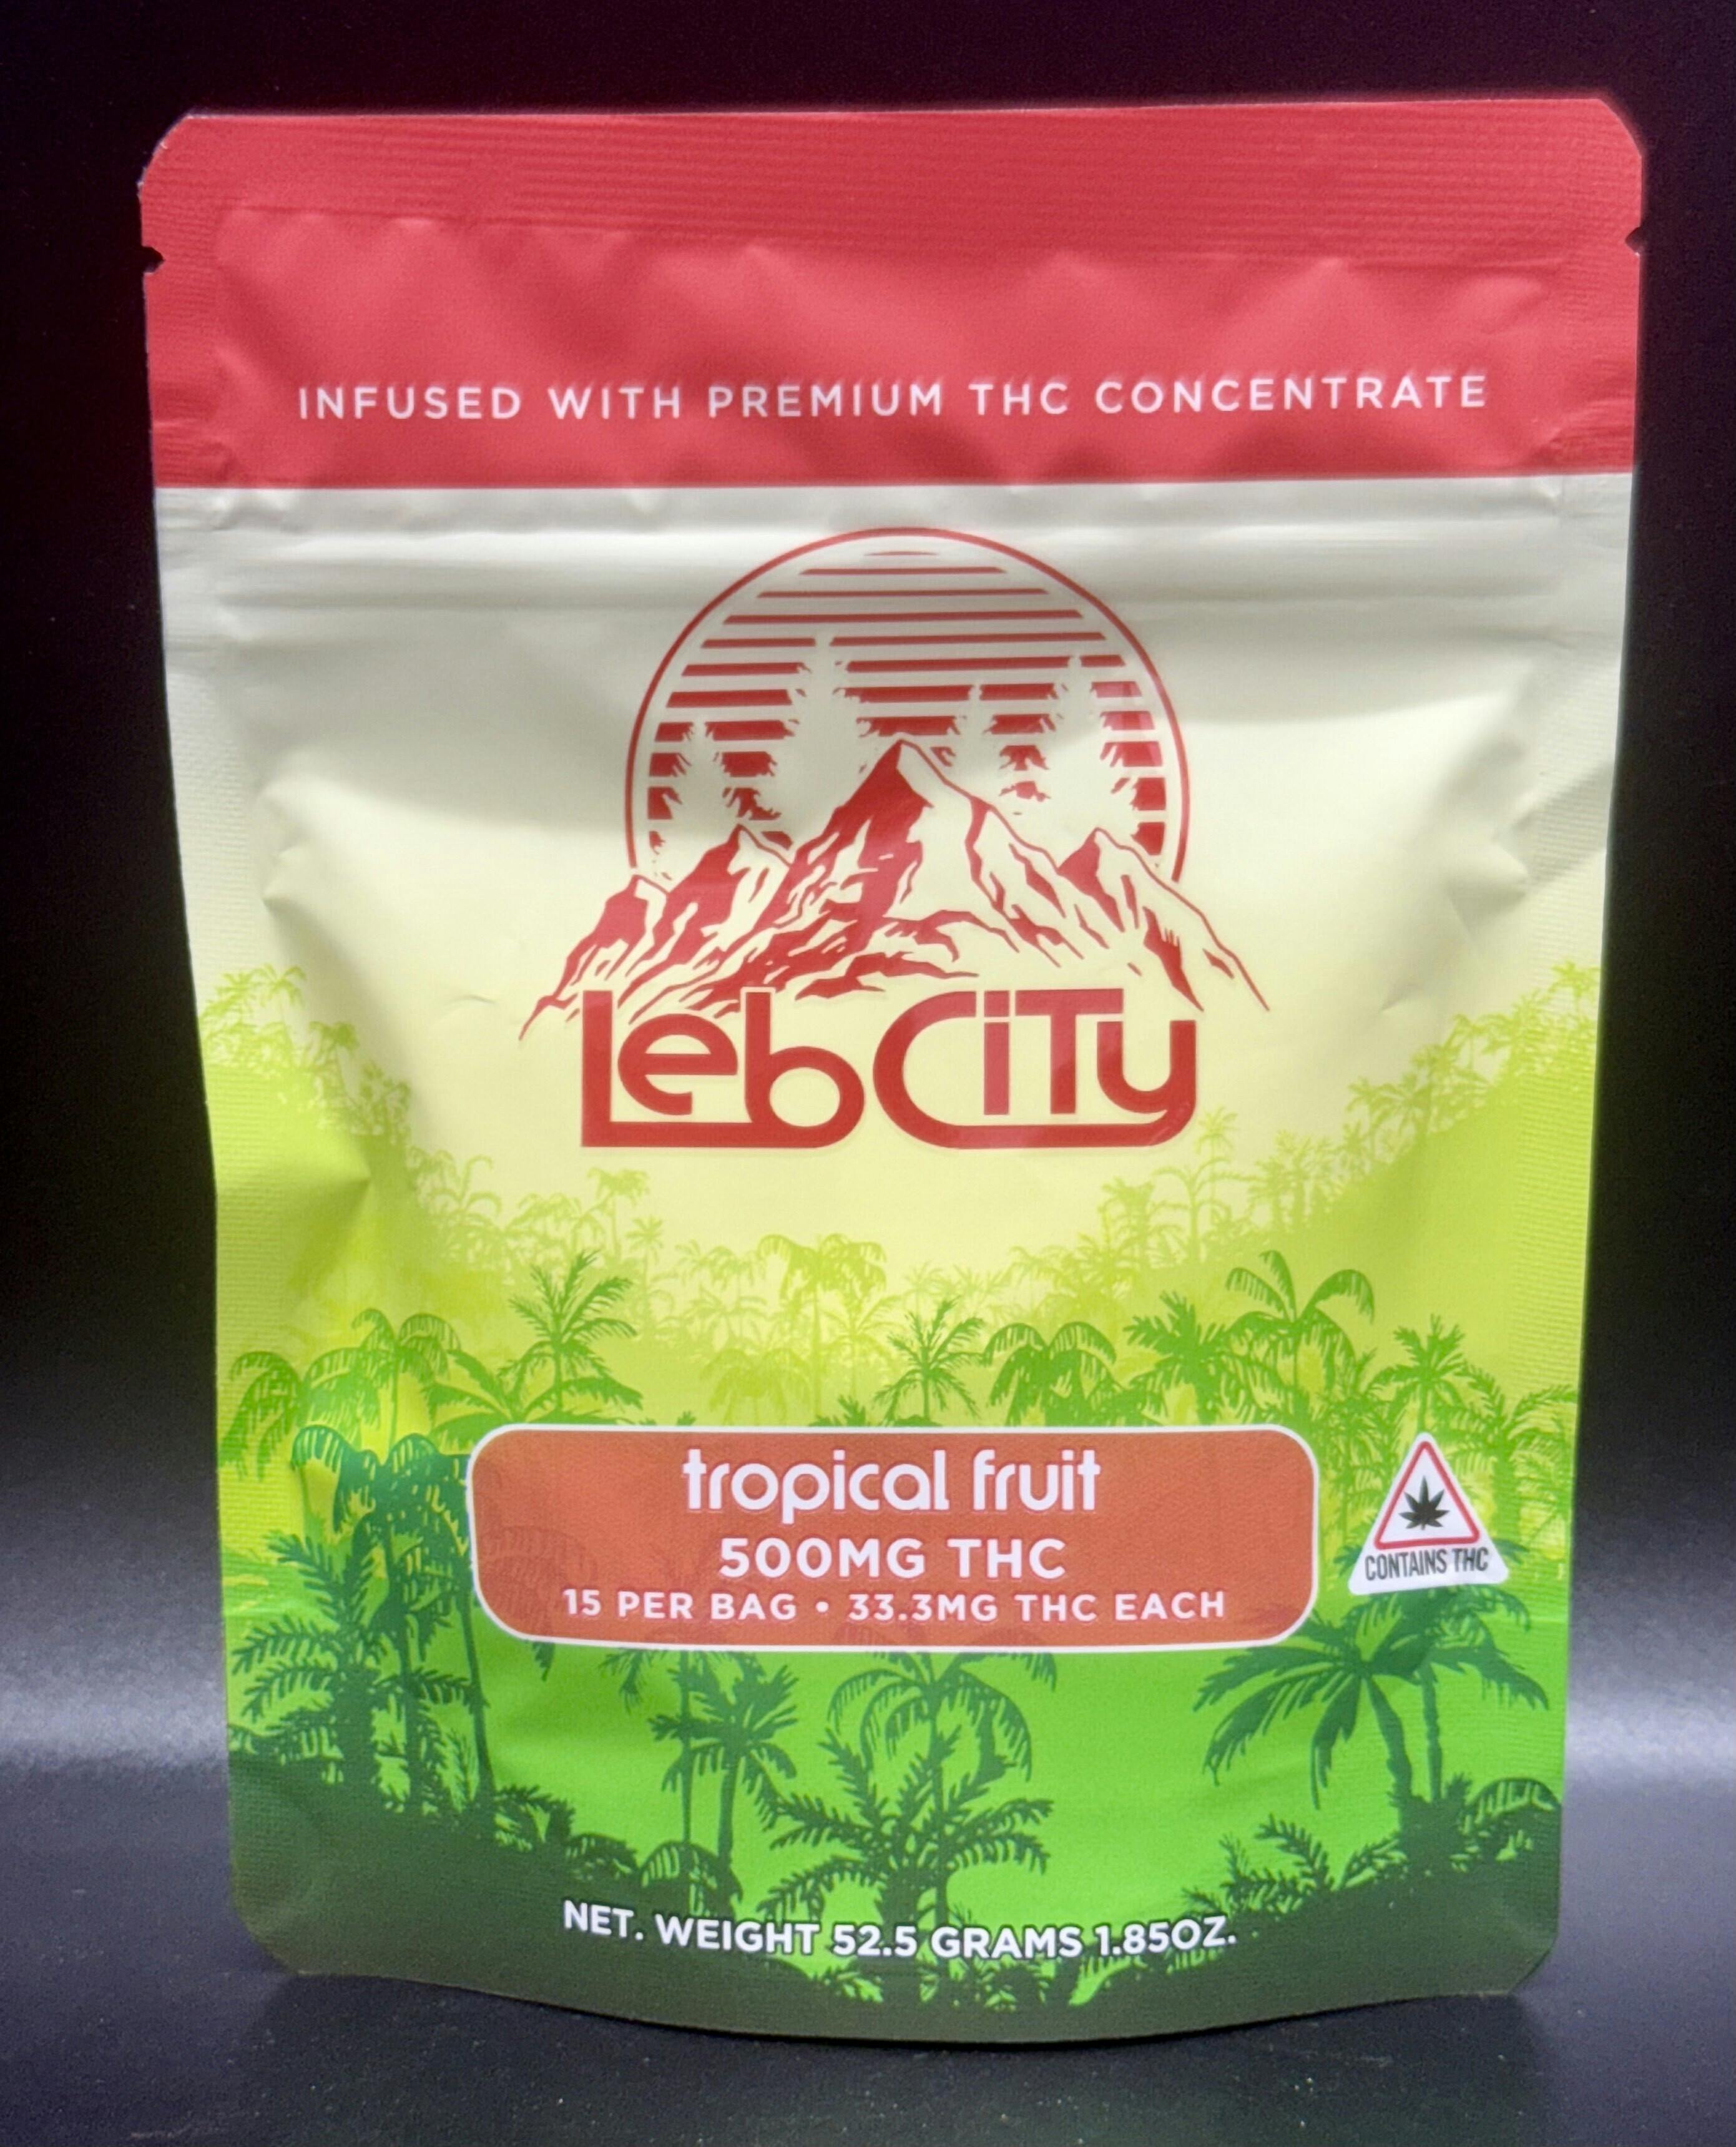 INFUSED WITH PREMIUM THC CONCENTRATE
LebCiTy
tropical fruit
500MG THC
15 PER BAG • 33.3MG THC EACH
CONTAINS THC
NET. WEIGHT 52.5 GRAMS 1.85OZ.